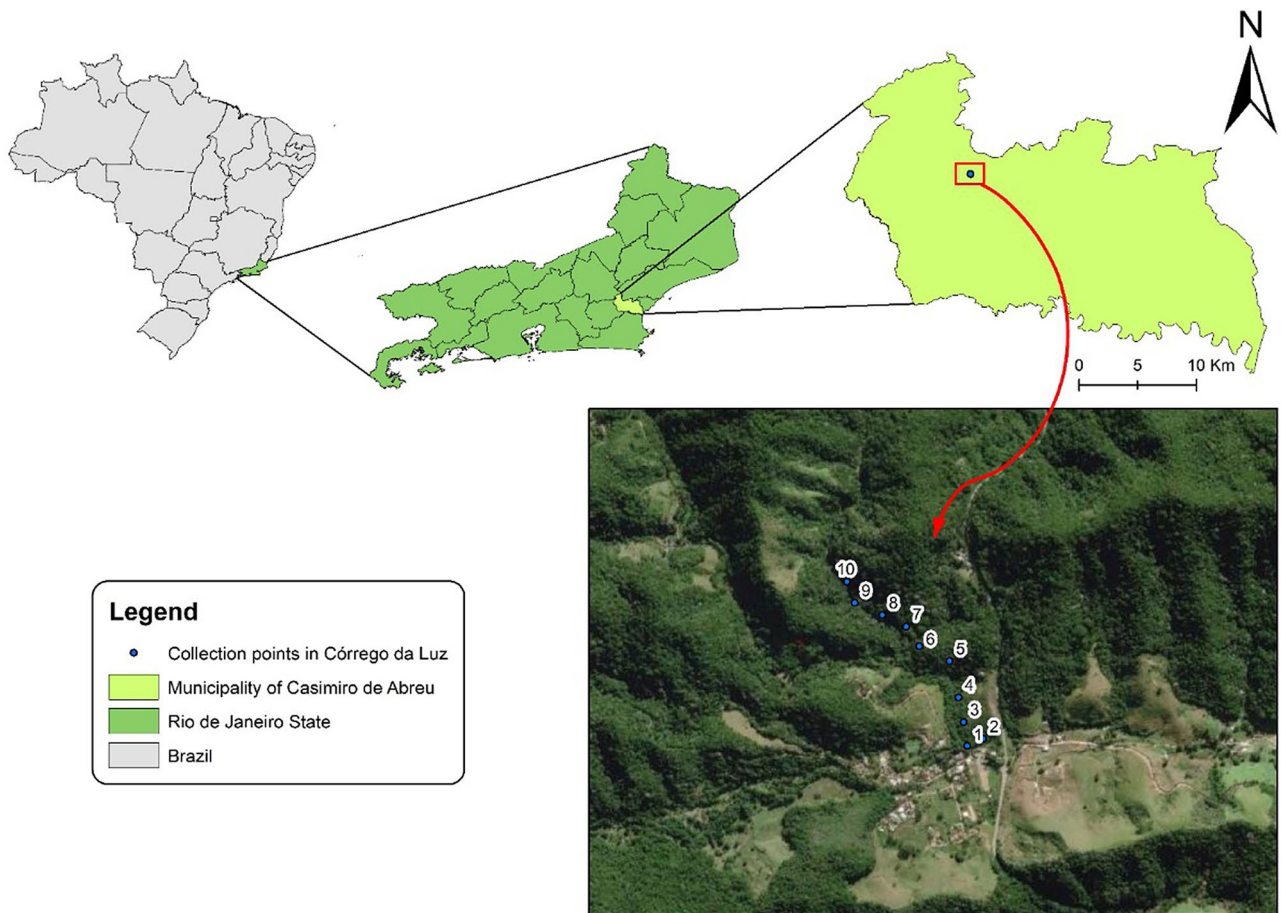 N
0 5 10 Km
10
9
8
7
6
5
4
3
1 2
Legend
Collection points in Córrego da Luz
Municipality of Casimiro de Abreu
Rio de Janeiro State
Brazil